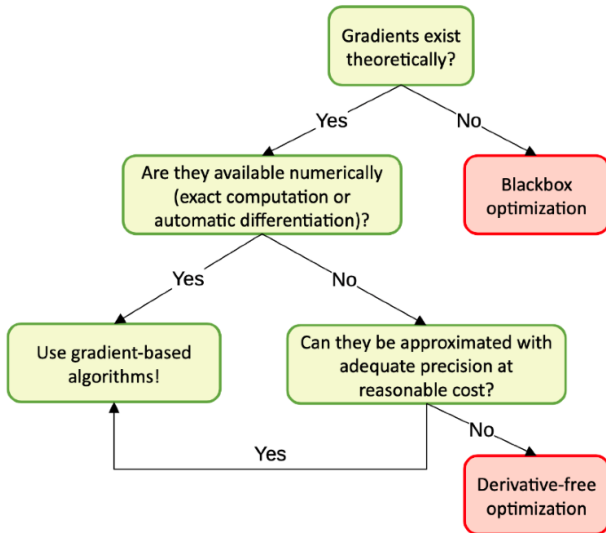 Gradients exist
theoretically?
Yes
No
Are they available numerically
(exact computation or
automatic differentiation)?
Blackbox
optimization
Yes
No
Use gradient-based
algorithms!
Can they be approximated with
adequate precision at
reasonable cost?
Yes
No
Derivative-free
optimization